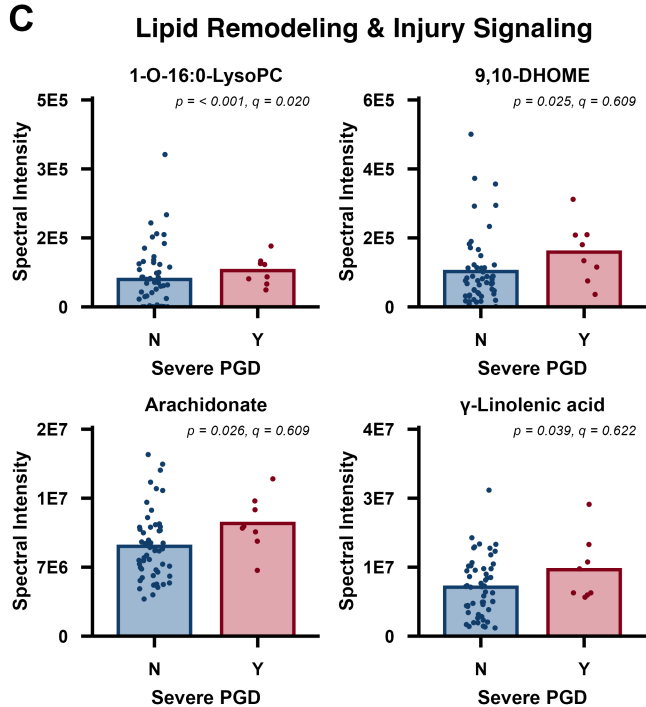 C
Lipid Remodeling & Injury Signaling
1-O-16:0-LysoPC
p = < 0.001, q = 0.020
Spectral Intensity
5E5
3E5
2E5
0
N
Y
Severe PGD
9,10-DHOME
p = 0.025, q = 0.609
Spectral Intensity
6E5
4E5
2E5
0
N
Y
Severe PGD
Arachidonate
p = 0.026, q = 0.609
Spectral Intensity
2E7
1E7
7E6
0
N
Y
Severe PGD
γ-Linolenic acid
p = 0.039, q = 0.622
Spectral Intensity
4E7
3E7
1E7
0
N
Y
Severe PGD